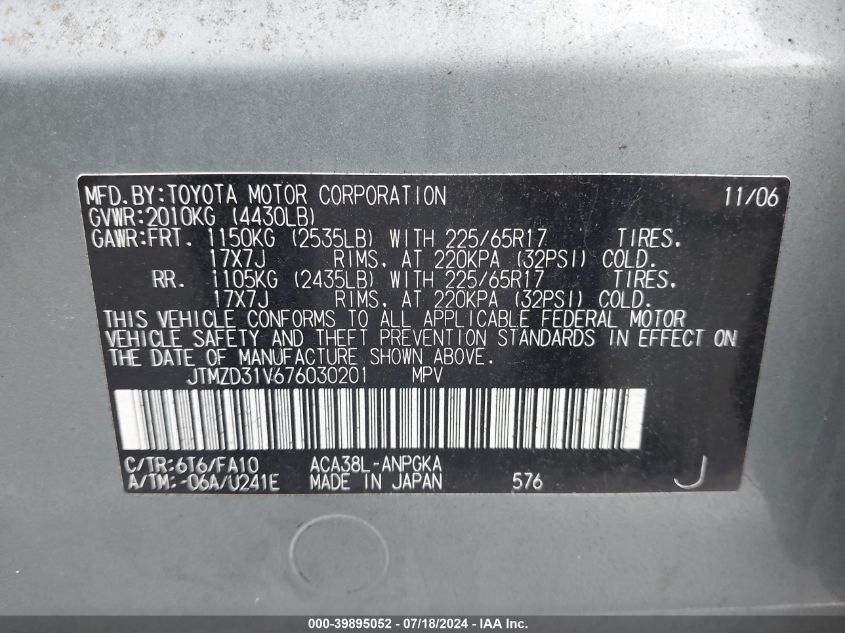 MFD.BY:TOYOTA MOTOR CORPORATION 11/06
GVWR:2010KG (4430LB)
GAWR:FRT. 1150KG (2535LB) WITH 225/65R17 TIRES,
17X7J RIMS, AT 220KPA (32PSI) COLD.
RR. 1105KG (2435LB) WITH 225/65R17 TIRES,
17X7J RIMS, AT 220KPA (32PSI) COLD.
THIS VEHICLE CONFORMS TO ALL APPLICABLE FEDERAL MOTOR
VEHICLE SAFETY AND THEFT PREVENTION STANDARDS IN EFFECT ON
THE DATE OF MANUFACTURE SHOWN ABOVE.
JTMZD31V676030201 MPV
C/TR:6T6/FA10 ACA38L-ANPGKA
A/TM:-06A/U241E MADE IN JAPAN 576 J
000-39895052 - 07/18/2024 - IAA Inc.